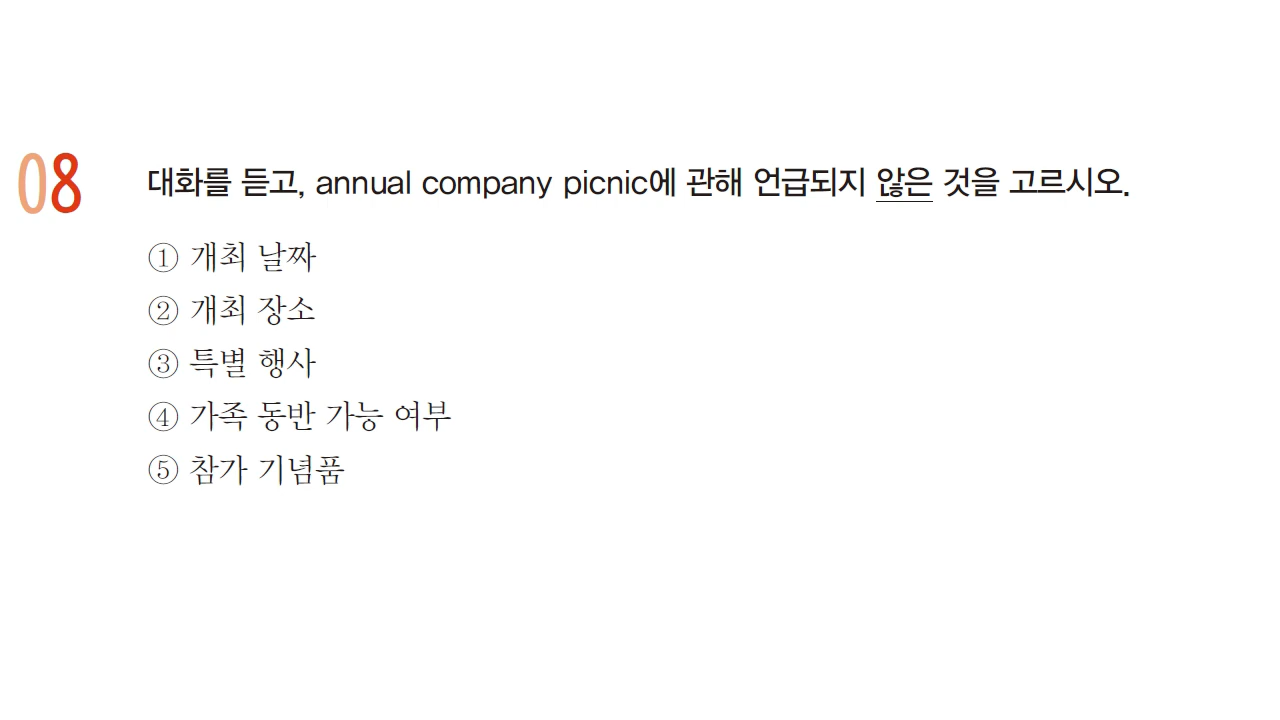 08 대화를 듣고, annual company picnic에 관해 언급되지 않은 것을 고르시오.
① 개최 날짜
② 개최 장소
③ 특별 행사
④ 가족 동반 가능 여부
⑤ 참가 기념품